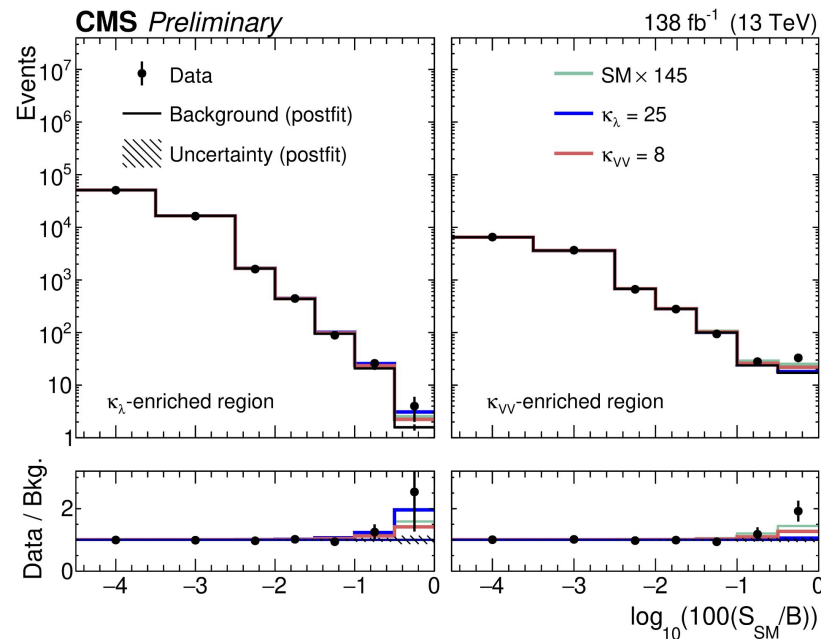 CMS Preliminary
138 fb⁻¹ (13 TeV)
Events
10⁷
10⁶
10⁵
10⁴
10³
10²
10
1
Data
Background (postfit)
Uncertainty (postfit)
κλ-enriched region
SM × 145
κλ = 25
κVV = 8
κVV-enriched region
Data / Bkg.
2
1
0
−4 −3 −2 −1 0
−4 −3 −2 −1 0
log₁₀(100(S_SM/B))